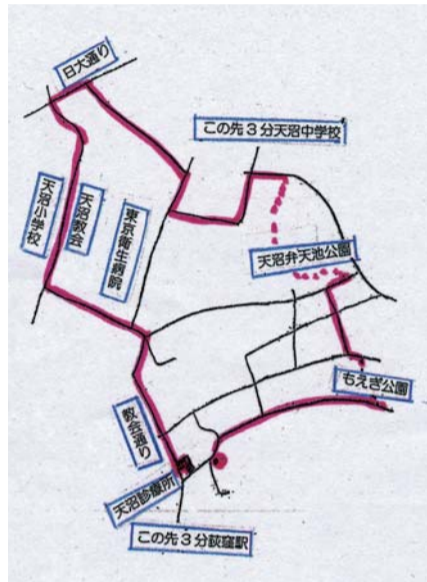 日大通り
この先3分天沼中学校
天沼小学校
天沼教会
東京衛生病院
天沼弁天池公園
もえぎ公園
教会通り
天沼診療所
この先3分荻窪駅